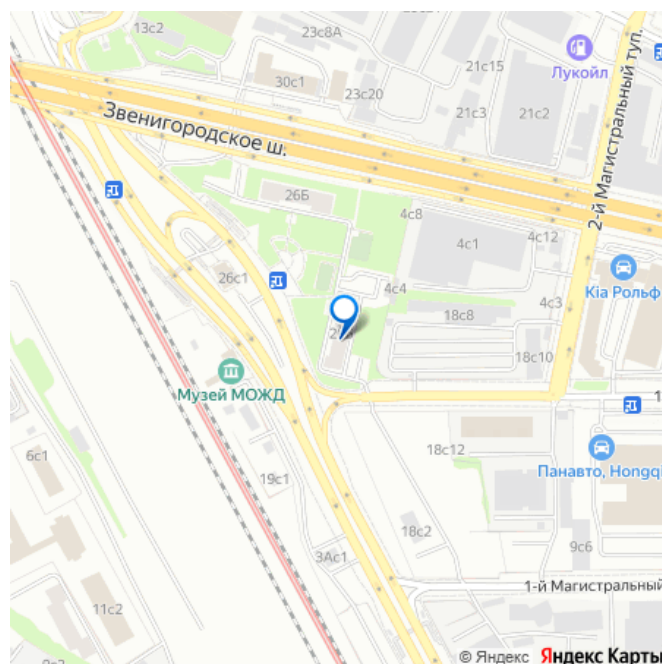 13с2
23с8А
30с1
23с20
21с15
Лукойл
21с3
21с2
2-й Магистральный туп.
Звенигородское ш.
26Б
4с8
4с1
4с12
26с1
4с4
4с3
Kia Рольф
18с8
18с10
Музей МОЖД
1
6с1
18с12
Панавто, Hongqi
19с1
18с2
9с6
3Ас1
1-й Магистральный
11с2
© Яндекс Яндекс Карты